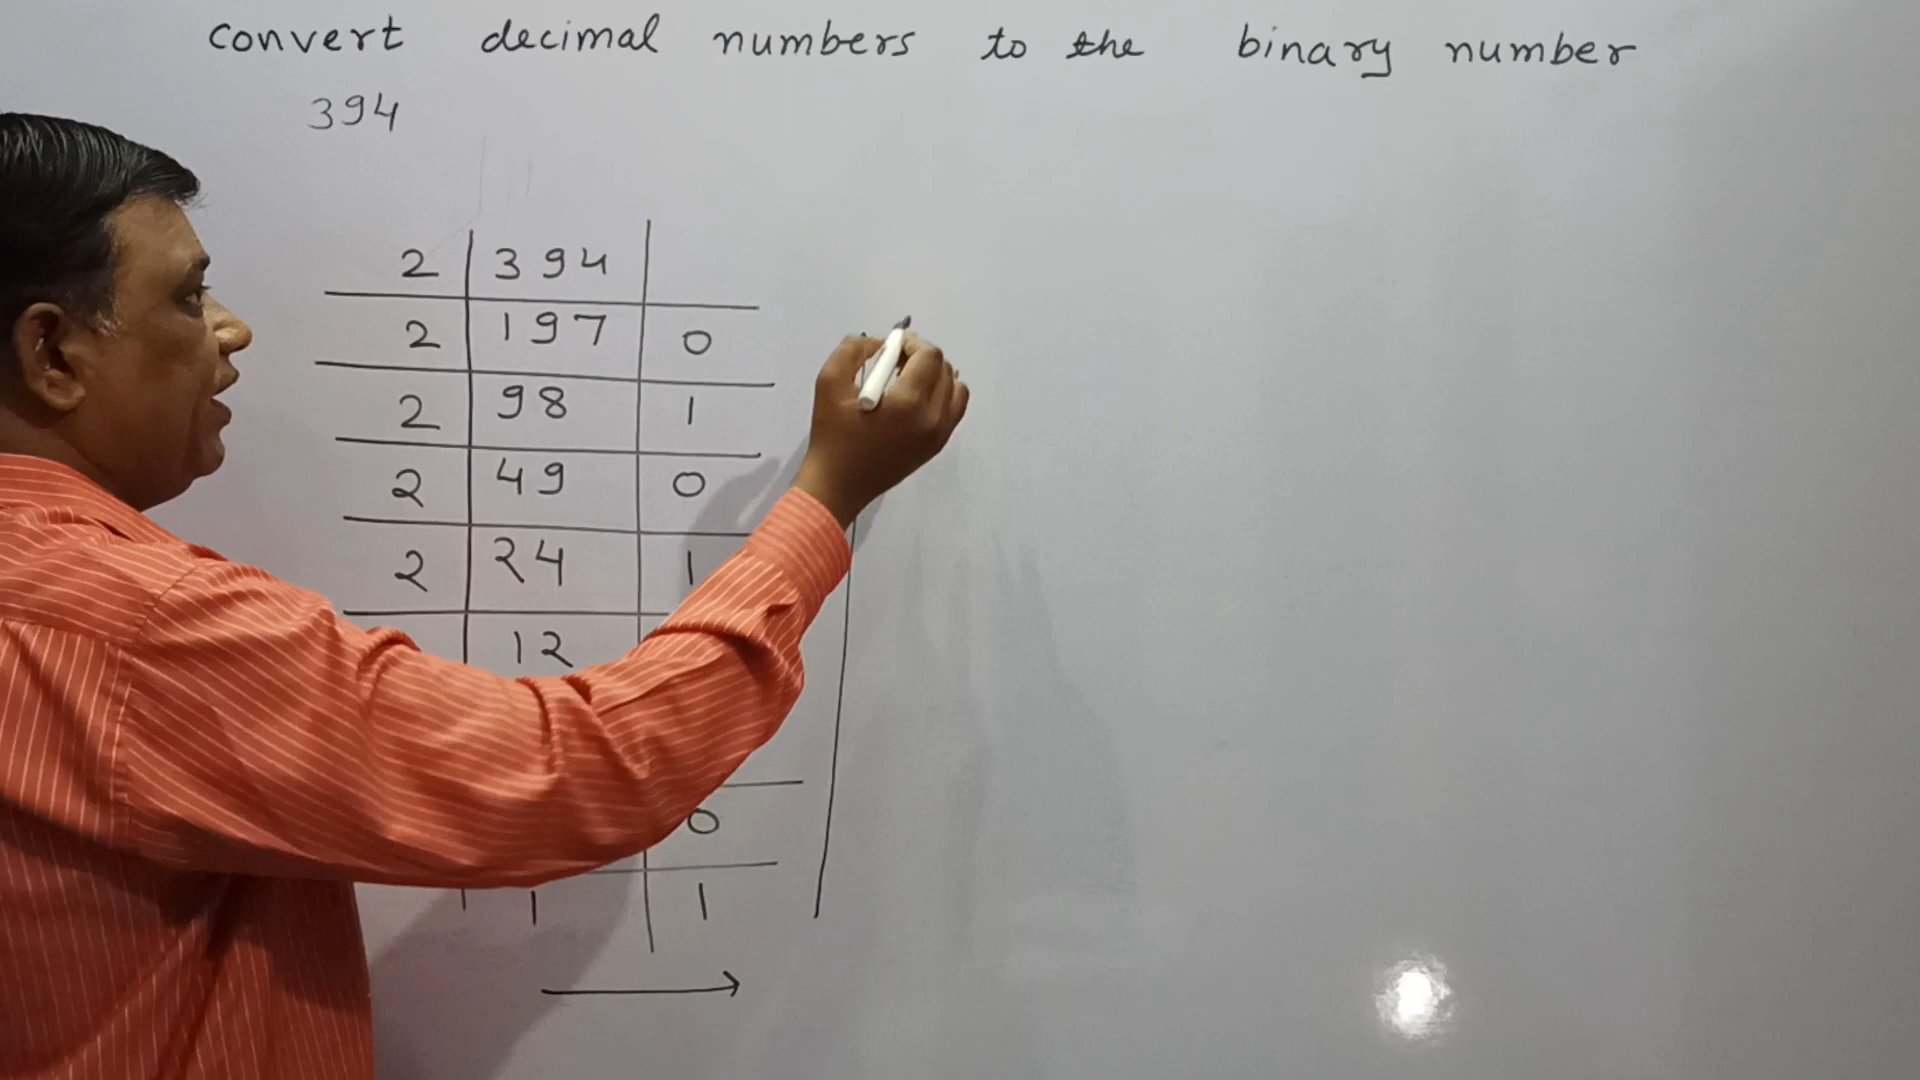 convert decimal numbers to the binary number
394
2 394
2 197 0
2 98 1
2 49 0
2 24 1
12
0
1 1